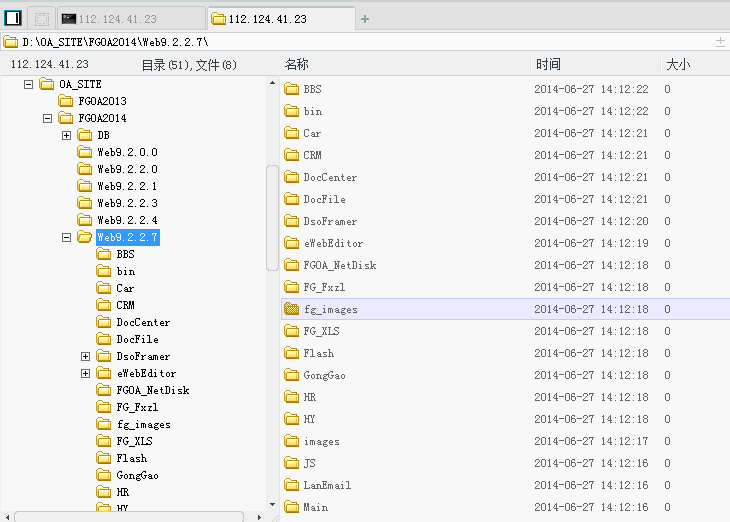 112.124.41.23
112.124.41.23
D:\OA_SITE\FGOA2014\Web9.2.2.7\
112.124.41.23 目录(51),文件(8)
OA_SITE
FGOA2013
FGOA2014
DB
Web9.2.0.0
Web9.2.2.0
Web9.2.2.1
Web9.2.2.3
Web9.2.2.4
Web9.2.2.7
BBS
bin
Car
CRM
DocCenter
DocFile
DsoFramer
eWebEditor
FGOA_NetDisk
FG_Fxzl
fg_images
FG_XLS
Flash
GongGao
HR
HY
名称 时间 大小
BBS 2014-06-27 14:12:22 0
bin 2014-06-27 14:12:22 0
Car 2014-06-27 14:12:21 0
CRM 2014-06-27 14:12:21 0
DocCenter 2014-06-27 14:12:21 0
DocFile 2014-06-27 14:12:21 0
DsoFramer 2014-06-27 14:12:20 0
eWebEditor 2014-06-27 14:12:19 0
FGOA_NetDisk 2014-06-27 14:12:18 0
FG_Fxzl 2014-06-27 14:12:18 0
fg_images 2014-06-27 14:12:18 0
FG_XLS 2014-06-27 14:12:18 0
Flash 2014-06-27 14:12:18 0
GongGao 2014-06-27 14:12:18 0
HR 2014-06-27 14:12:18 0
HY 2014-06-27 14:12:18 0
images 2014-06-27 14:12:17 0
JS 2014-06-27 14:12:18 0
LanEmail 2014-06-27 14:12:18 0
Main 2014-06-27 14:12:18 0